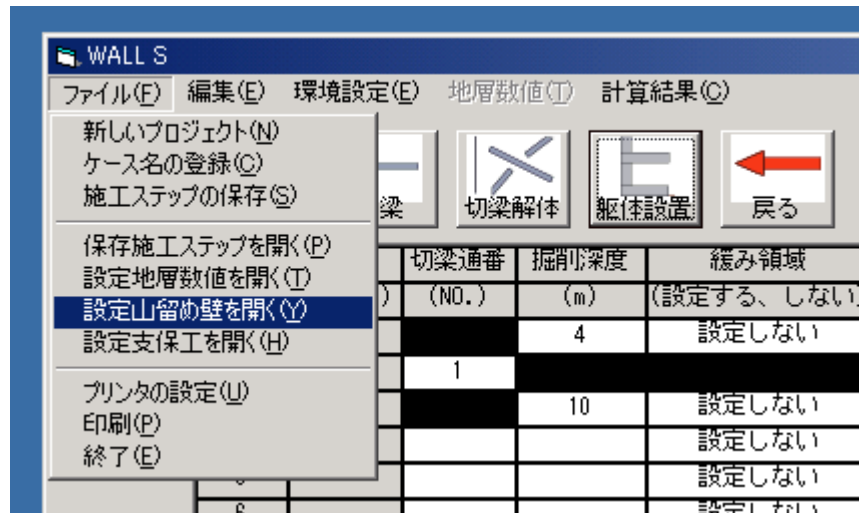 WALL S
ファイル(F) 編集(E) 環境設定(E) 地層数値(T) 計算結果(C)
新しいプロジェクト(N)
ケース名の登録(C)
施工ステップの保存(S)
保存施工ステップを開く(P)
設定地層数値を開く(T)
設定山留め壁を開く(Y)
設定支保工を開く(H)
プリンタの設定(U)
印刷(P)
終了(E)
梁 切梁解体 躯体設置 戻る
切梁通番 掘削深度 緩み領域
) (NO.) (m) (設定する、しない)
4 設定しない
1
10 設定しない
設定しない
設定しない
6 設定しない